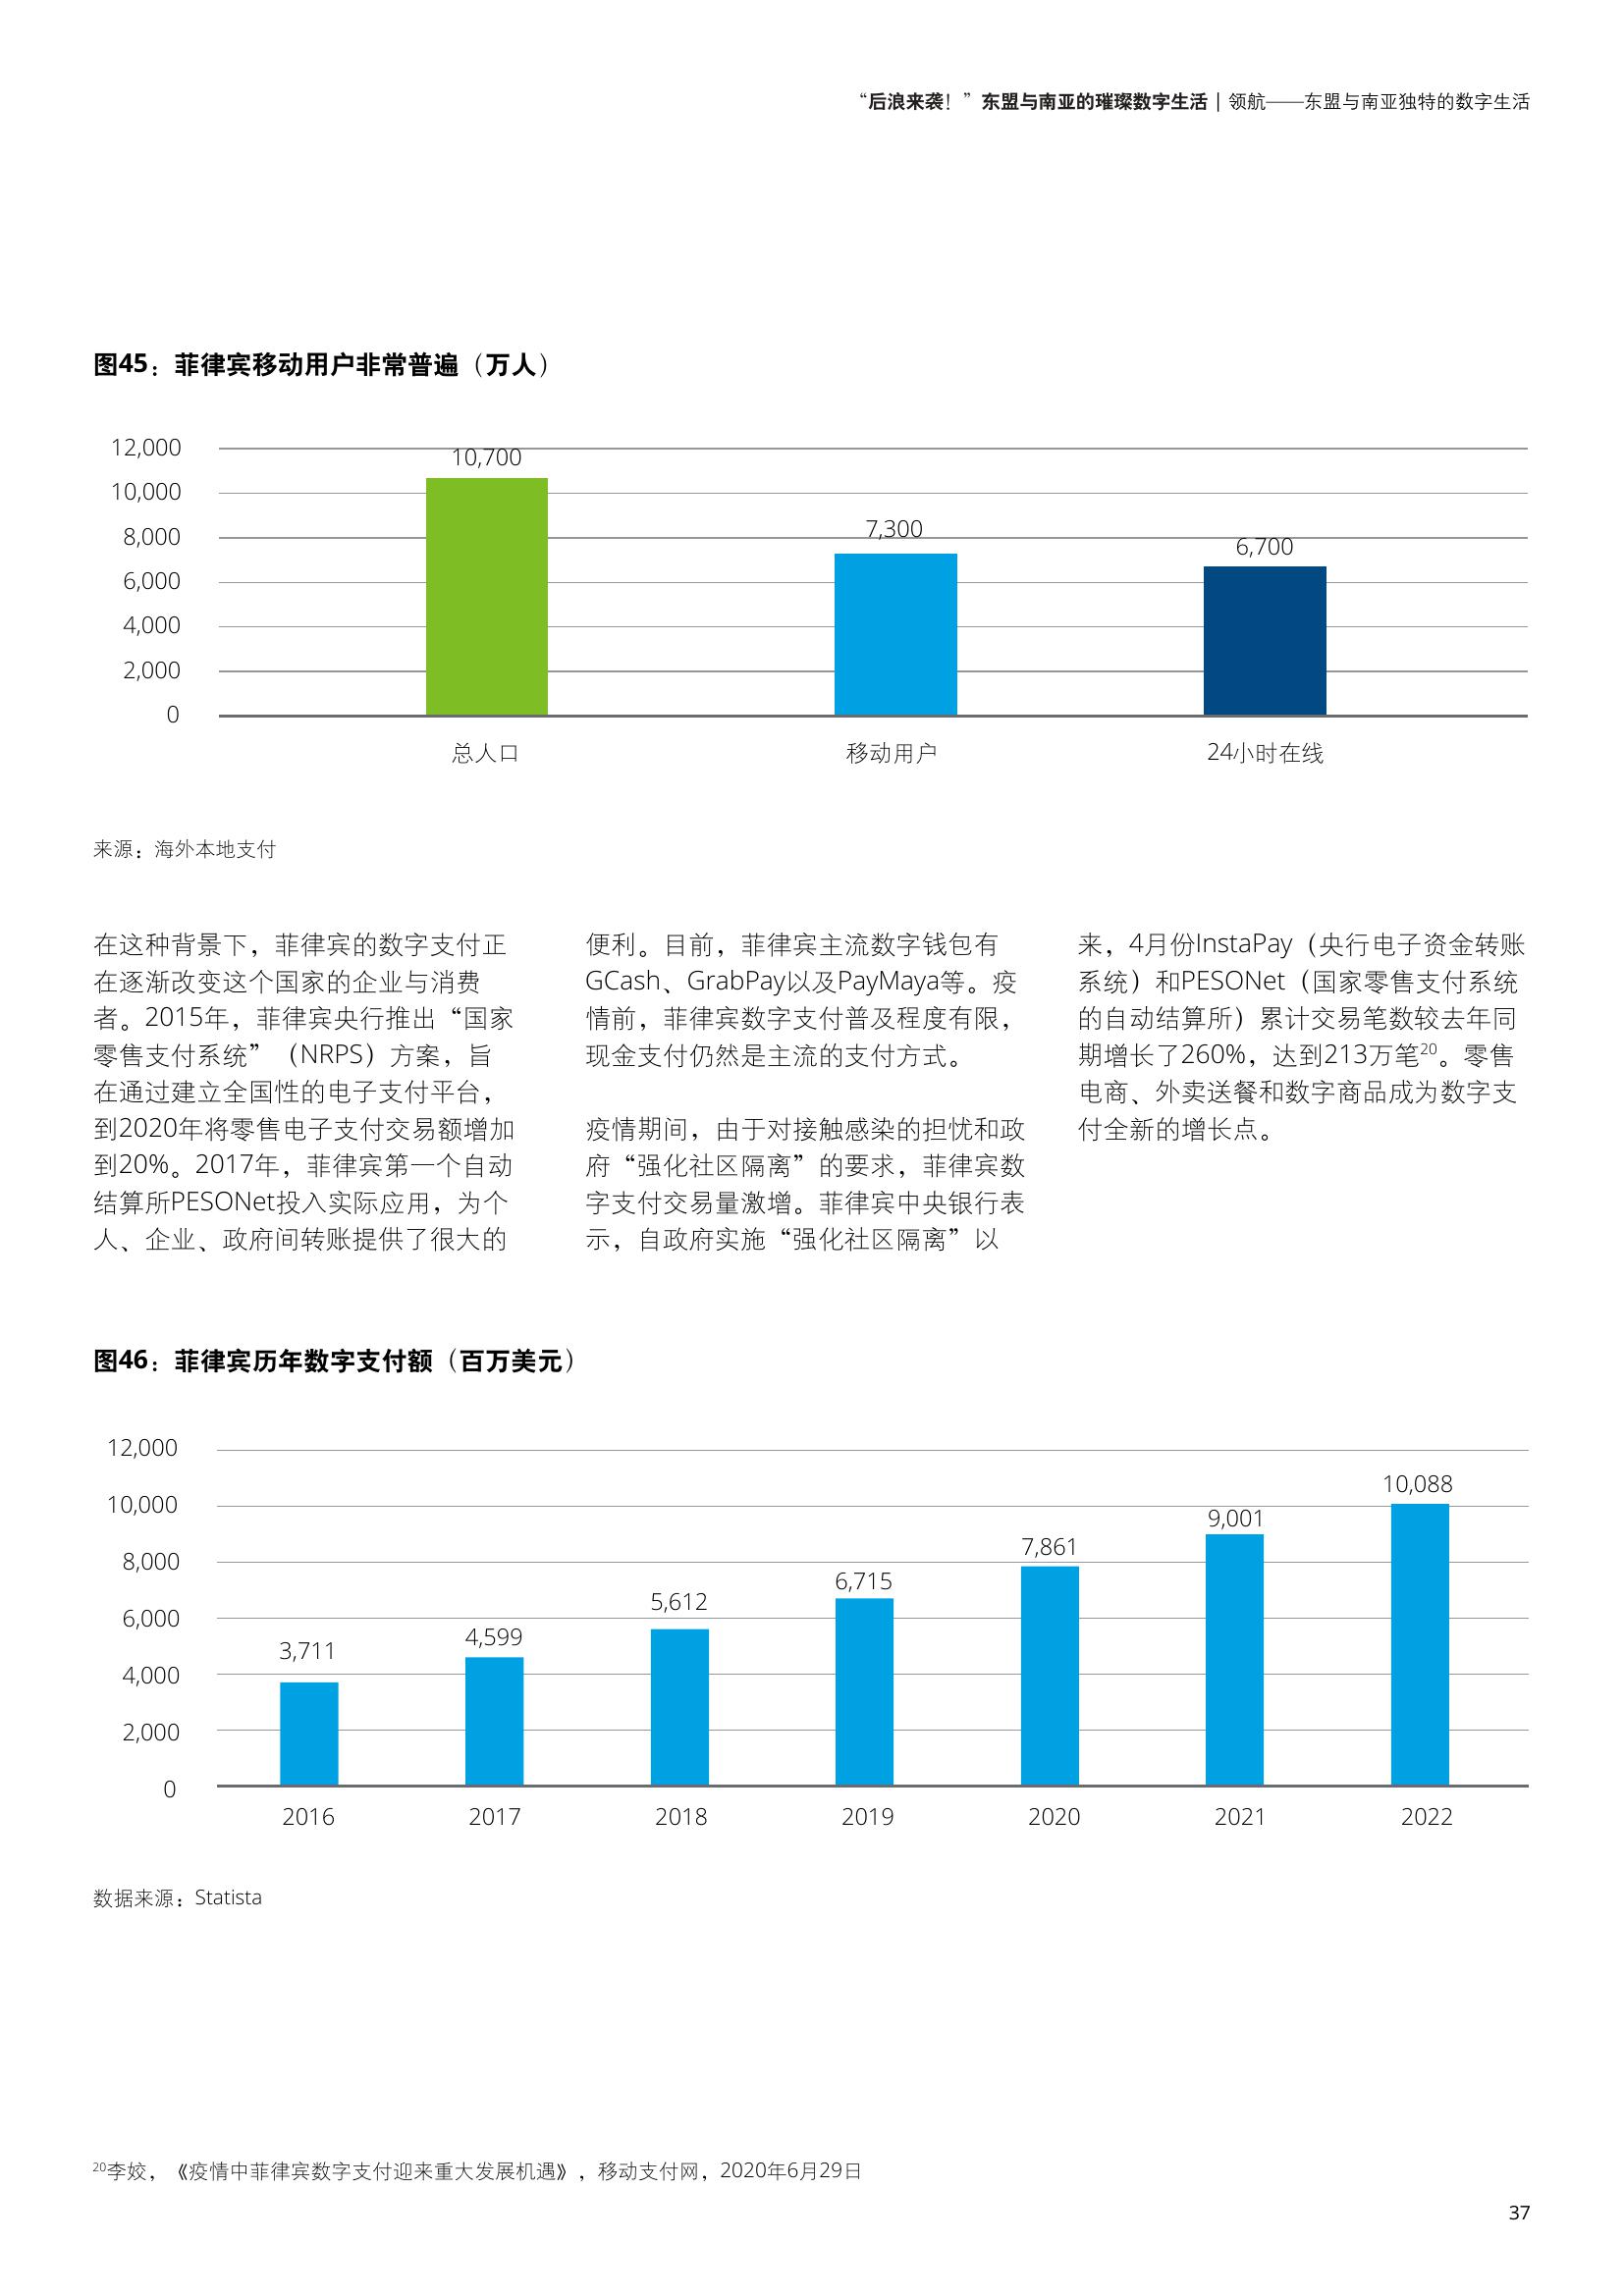 “后浪来袭！”东盟与南亚的璀璨数字生活 | 领航——东盟与南亚独特的数字生活
图45：菲律宾移动用户非常普遍（万人）
12,000
10,000
8,000
6,000
4,000
2,000
0
10,700
7,300
6,700
总人口
移动用户
24小时在线
来源：海外本地支付
在这种背景下，菲律宾的数字支付正
在逐渐改变这个国家的企业与消费
者。2015年，菲律宾央行推出“国家
零售支付系统”（NRPS）方案，旨
在通过建立全国性的电子支付平台，
到2020年将零售电子支付交易额增加
到20%。2017年，菲律宾第一个自动
结算所PESONet投入实际应用，为个
人、企业、政府间转账提供了很大的
便利。目前，菲律宾主流数字钱包有
GCash、GrabPay以及PayMaya等。疫
情前，菲律宾数字支付普及程度有限，
现金支付仍然是主流的支付方式。
疫情期间，由于对接触感染的担忧和政
府“强化社区隔离”的要求，菲律宾数
字支付交易量激增。菲律宾中央银行表
示，自政府实施“强化社区隔离”以
来，4月份InstaPay（央行电子资金转账
系统）和PESONet（国家零售支付系统
的自动结算所）累计交易笔数较去年同
期增长了260%，达到213万笔20。零售
电商、外卖送餐和数字商品成为数字支
付全新的增长点。
图46：菲律宾历年数字支付额（百万美元）
12,000
10,000
8,000
6,000
4,000
2,000
0
3,711
4,599
5,612
6,715
7,861
9,001
10,088
2016
2017
2018
2019
2020
2021
2022
数据来源：Statista
20李姣，《疫情中菲律宾数字支付迎来重大发展机遇》，移动支付网，2020年6月29日
37